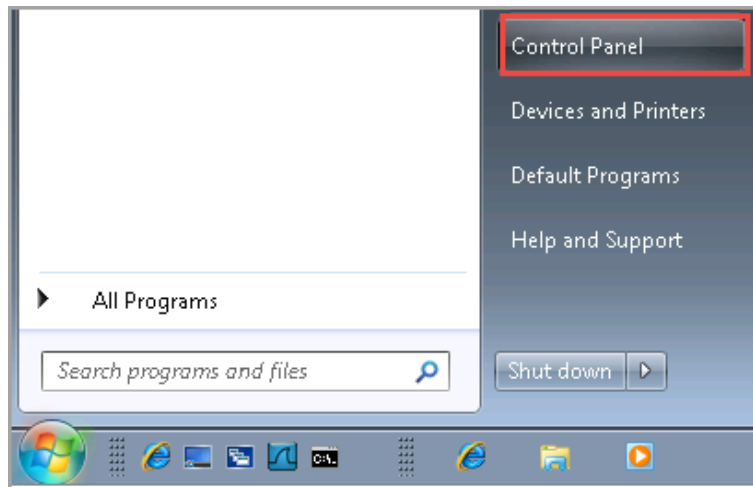 Control Panel
Devices and Printers
Default Programs
Help and Support
All Programs
Search programs and files
Shut down
C:\.